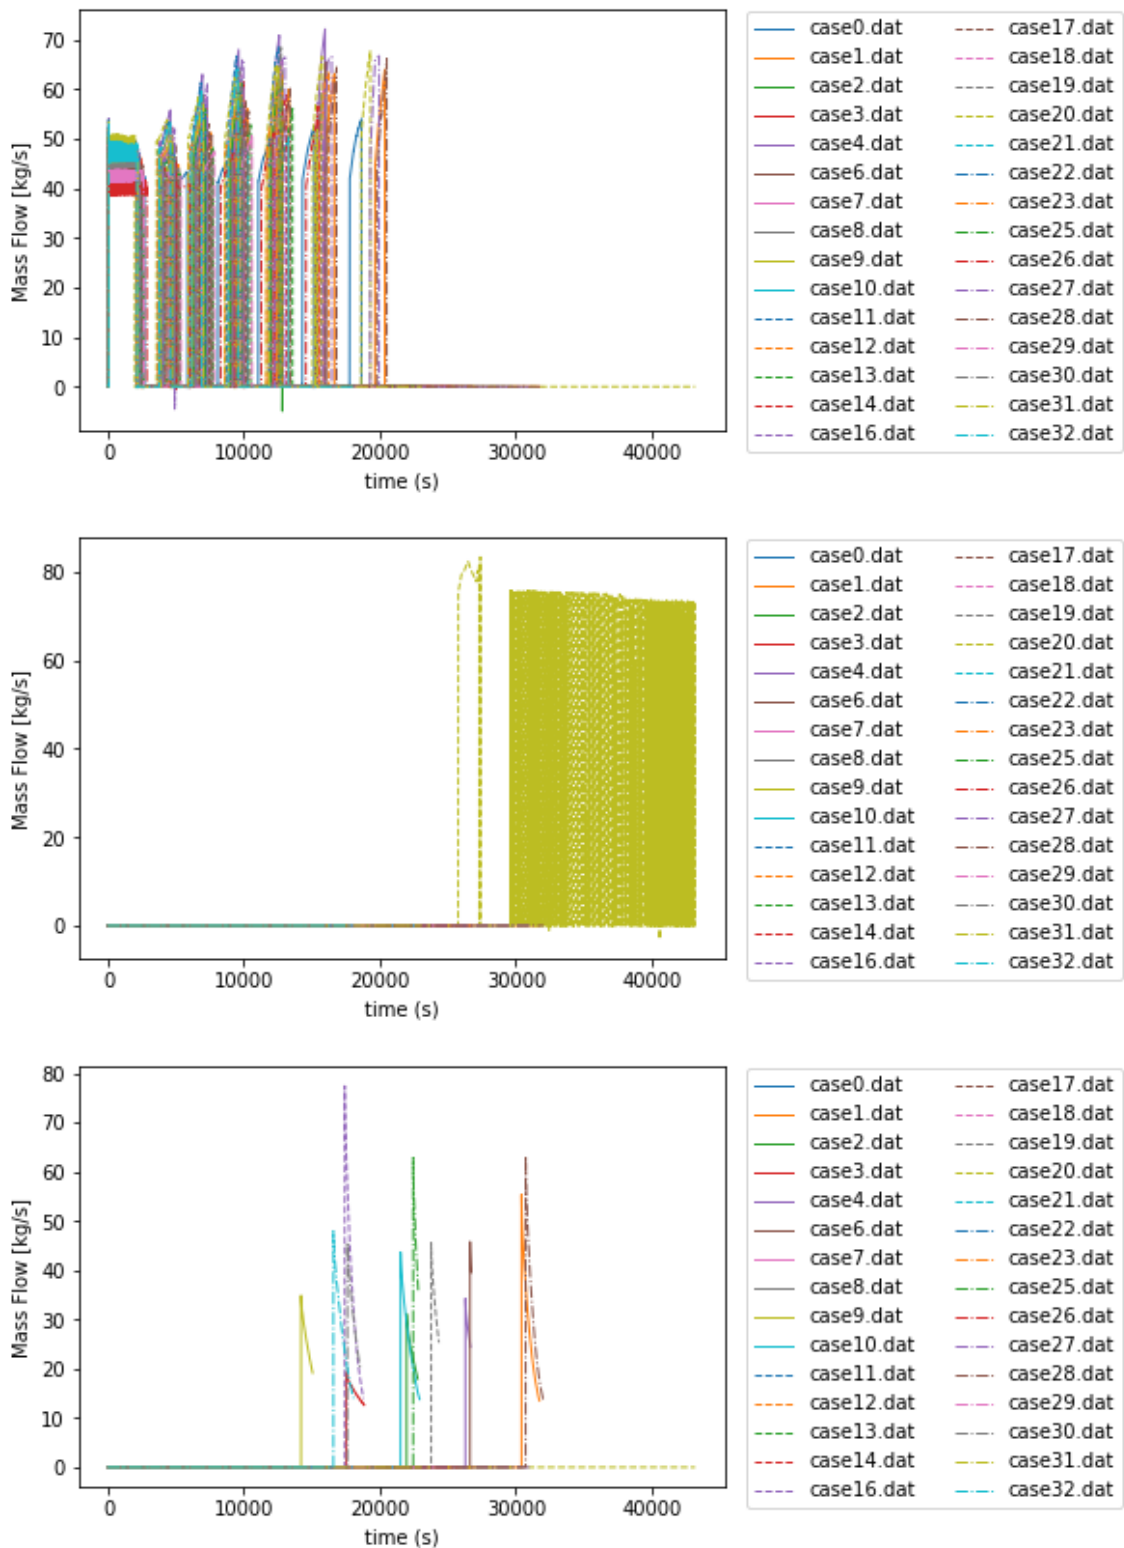 70
60
50
40
30
20
10
0
Mass Flow [kg/s]
0 10000 20000 30000 40000
time (s)
case0.dat case17.dat
case1.dat case18.dat
case2.dat case19.dat
case3.dat case20.dat
case4.dat case21.dat
case6.dat case22.dat
case7.dat case23.dat
case8.dat case25.dat
case9.dat case26.dat
case10.dat case27.dat
case11.dat case28.dat
case12.dat case29.dat
case13.dat case30.dat
case14.dat case31.dat
case16.dat case32.dat
80
60
40
20
0
Mass Flow [kg/s]
0 10000 20000 30000 40000
time (s)
case0.dat case17.dat
case1.dat case18.dat
case2.dat case19.dat
case3.dat case20.dat
case4.dat case21.dat
case6.dat case22.dat
case7.dat case23.dat
case8.dat case25.dat
case9.dat case26.dat
case10.dat case27.dat
case11.dat case28.dat
case12.dat case29.dat
case13.dat case30.dat
case14.dat case31.dat
case16.dat case32.dat
80
70
60
50
40
30
20
10
0
Mass Flow [kg/s]
0 10000 20000 30000 40000
time (s)
case0.dat case17.dat
case1.dat case18.dat
case2.dat case19.dat
case3.dat case20.dat
case4.dat case21.dat
case6.dat case22.dat
case7.dat case23.dat
case8.dat case25.dat
case9.dat case26.dat
case10.dat case27.dat
case11.dat case28.dat
case12.dat case29.dat
case13.dat case30.dat
case14.dat case31.dat
case16.dat case32.dat